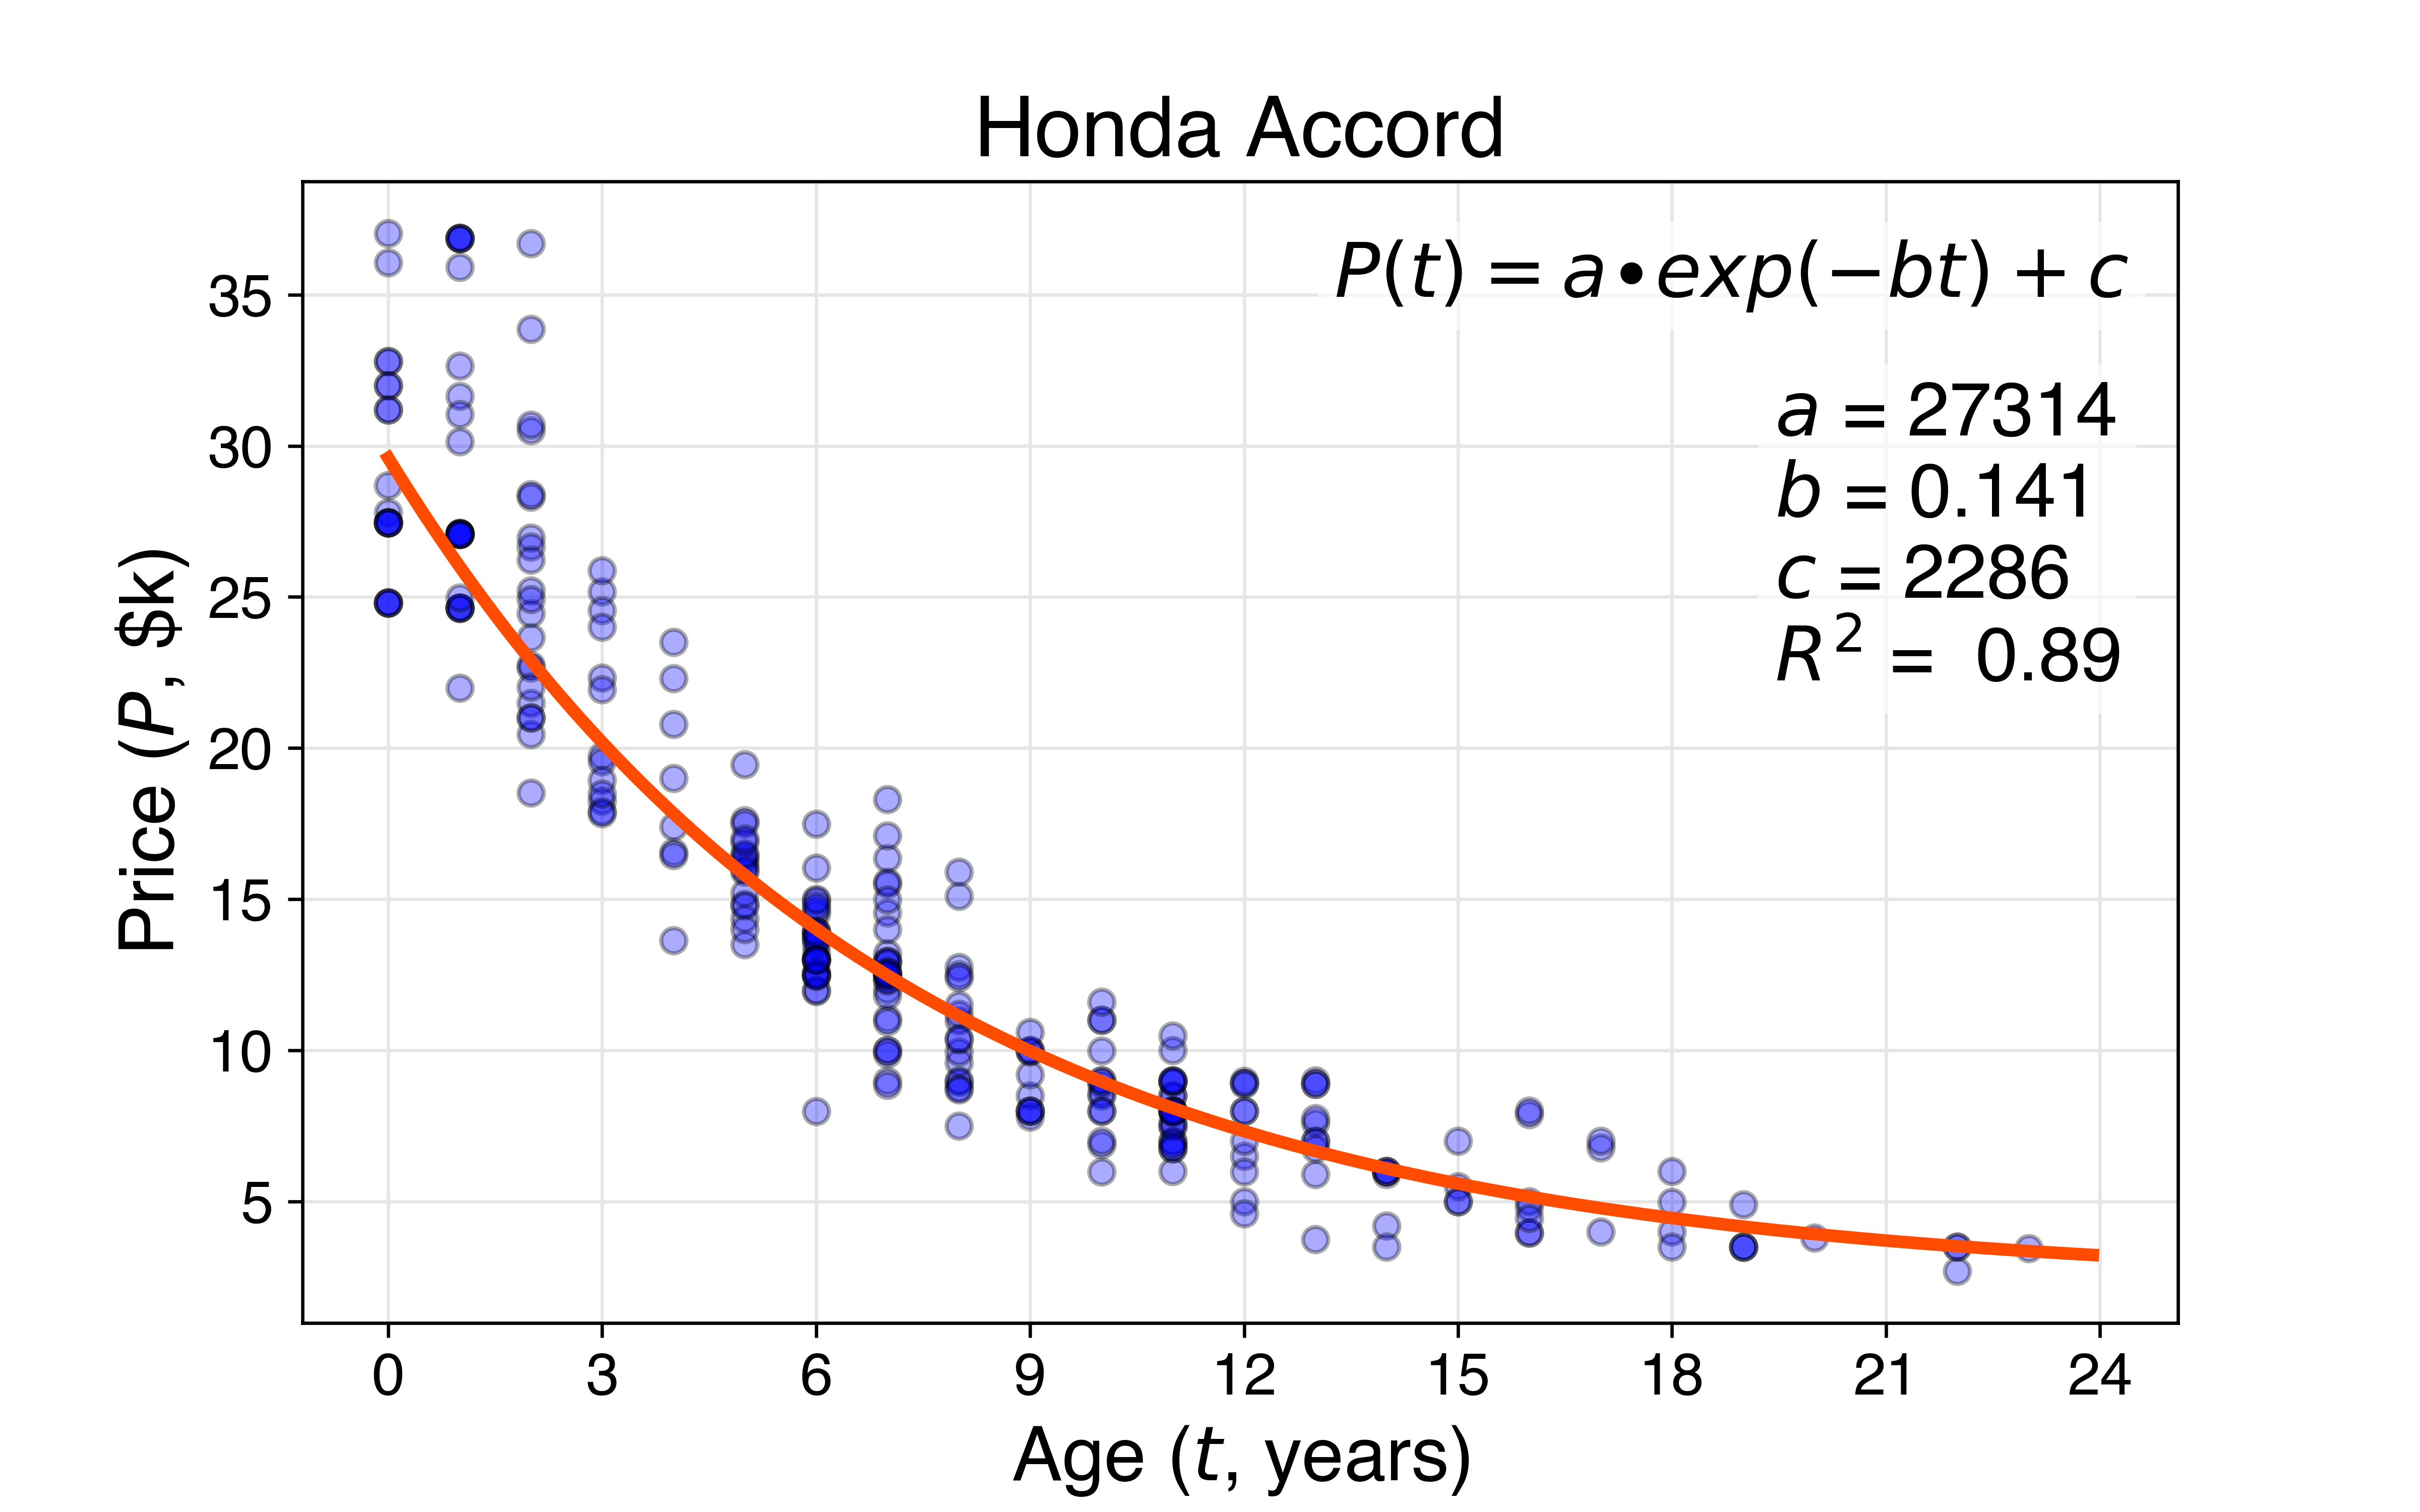 Honda Accord
P(t) = a•exp(−bt) + c
a = 27314
b = 0.141
c = 2286
R² = 0.89
Price (P, $k)
35
30
25
20
15
10
5
0 3 6 9 12 15 18 21 24
Age (t, years)